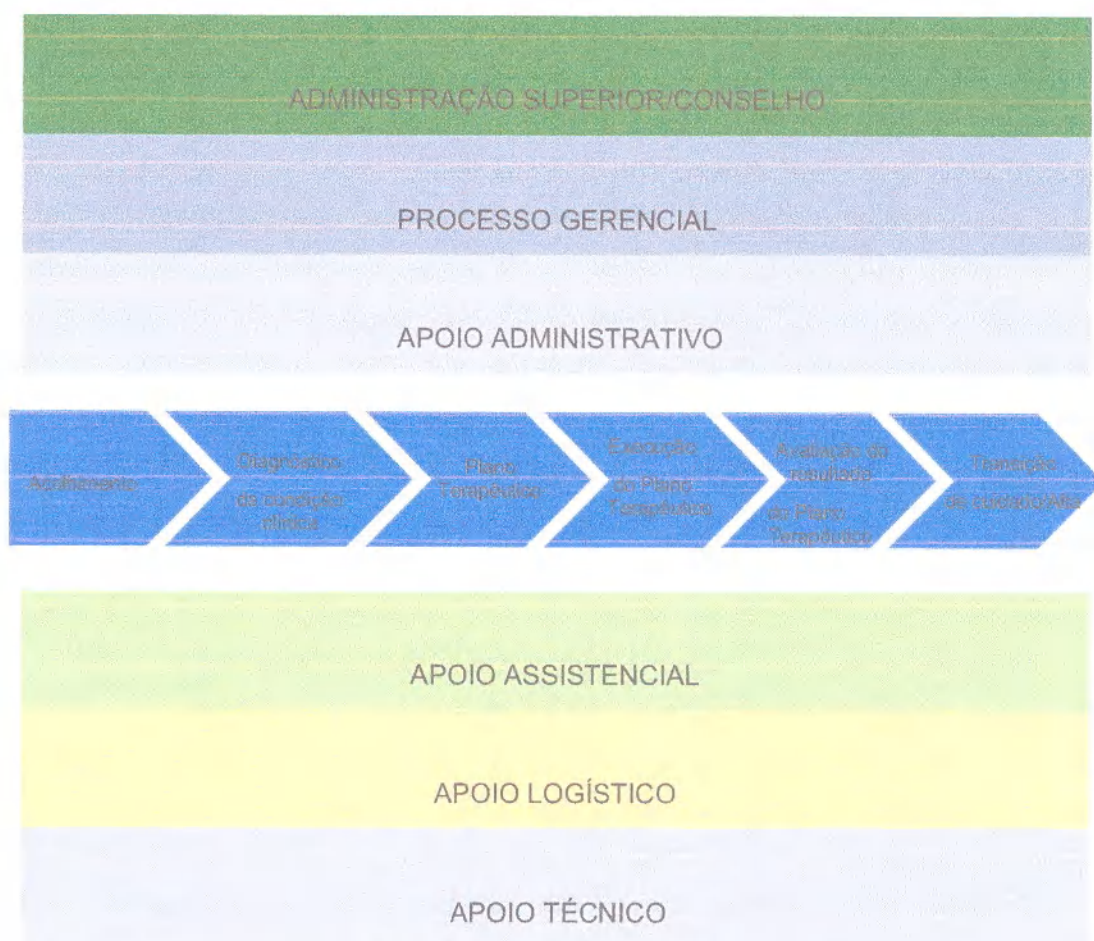 ADMINISTRAÇÃO SUPERIOR/CONSELHO
PROCESSO GERENCIAL
APOIO ADMINISTRATIVO
Acolhimento
Diagnóstico
da condição
clínica
Plano
Terapêutico
Execução
do Plano
Terapêutico
Avaliação do
resultado
do Plano
Terapêutico
Transição
de cuidado/Alta
APOIO ASSISTENCIAL
APOIO LOGÍSTICO
APOIO TÉCNICO